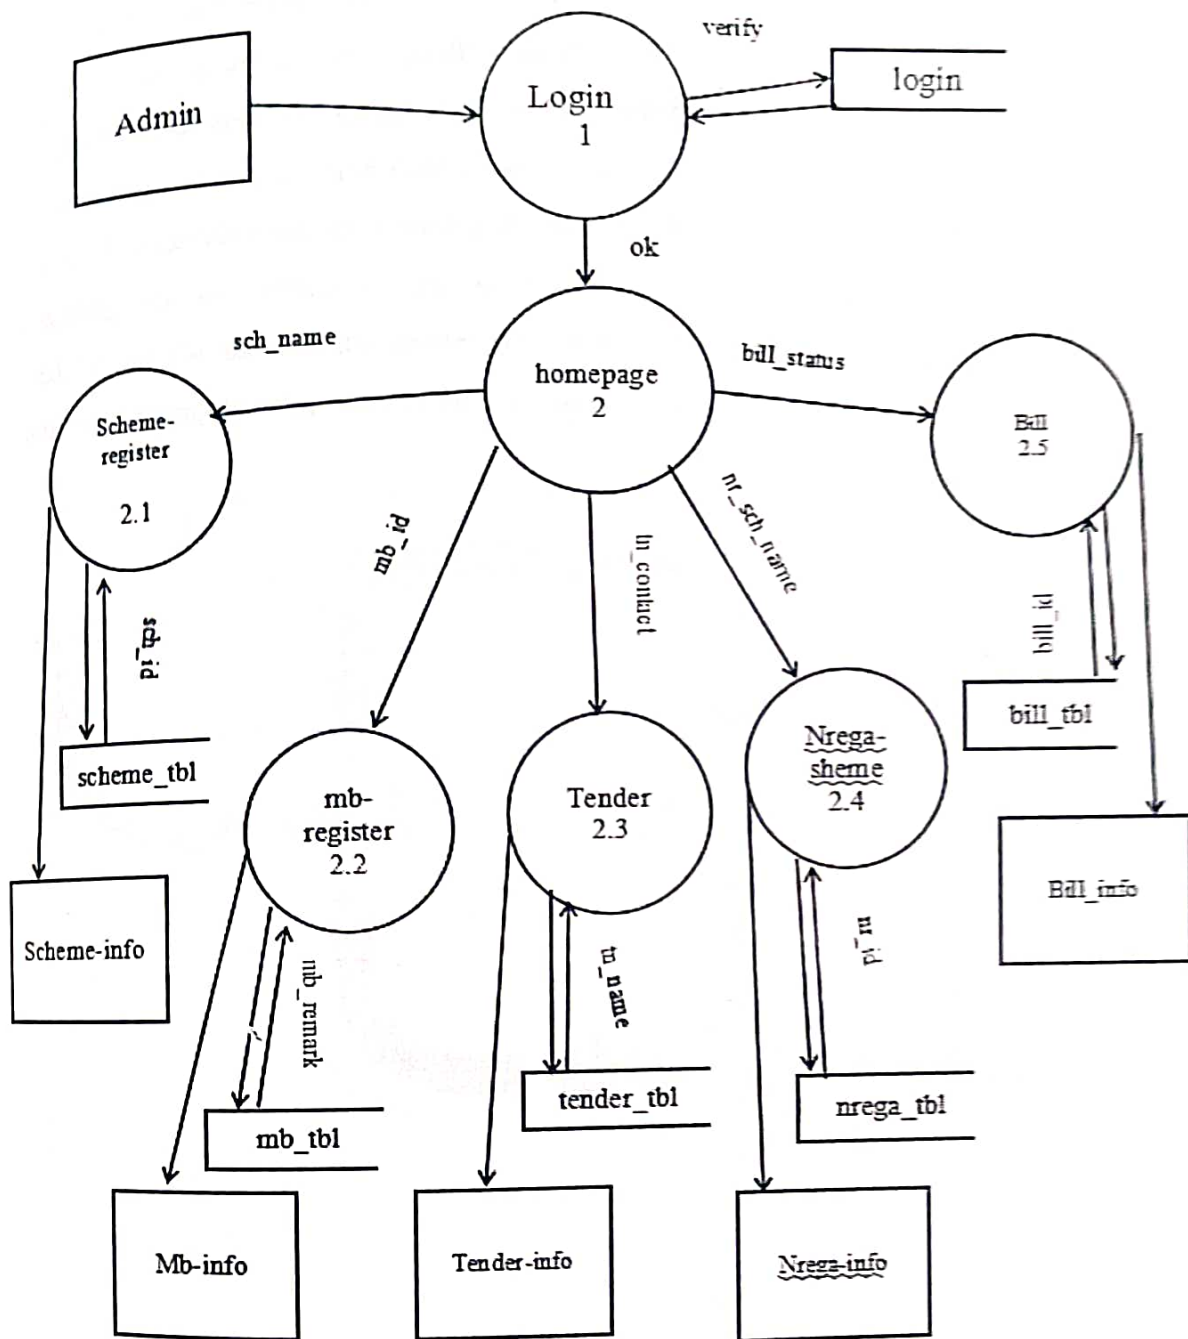 verify
Admin
Login
1
login
ok
sch_name
homepage
2
bill_status
Scheme-
register
2.1
Bill
2.5
mb_id
tn_contact
nr_sch_name
sch_id
bill_id
scheme_tbl
bill_tbl
mb-
register
2.2
Tender
2.3
Nrega-
sheme
2.4
Scheme-info
Bill_info
mb_remark
tn_name
nr_id
mb_tbl
tender_tbl
nrega_tbl
Mb-info
Tender-info
Nrega-info